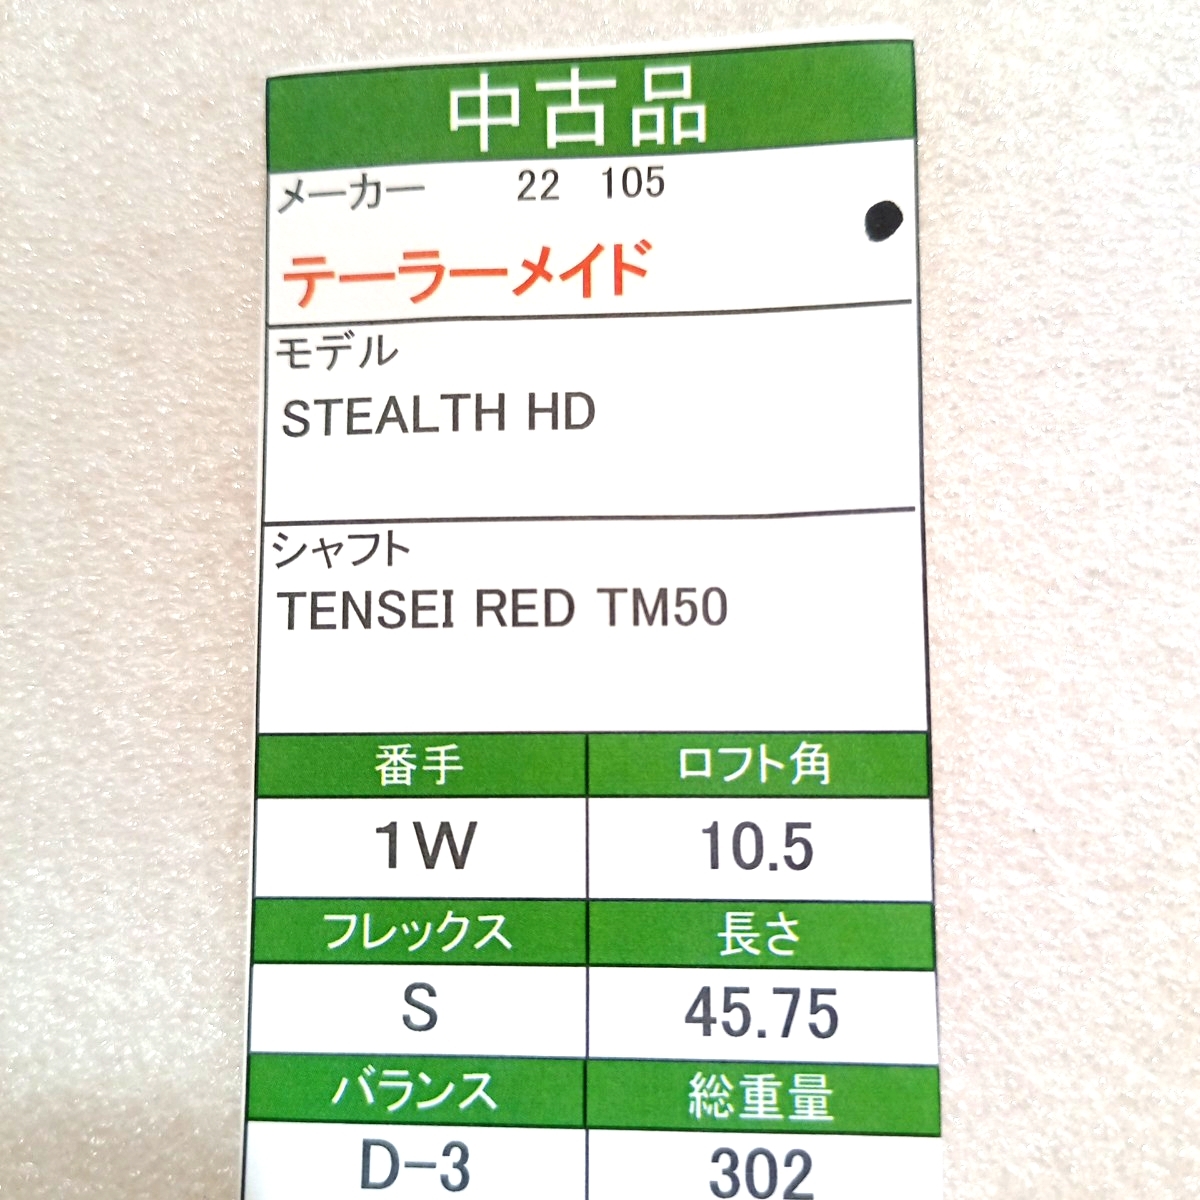 中古品
メーカー 22 105
テーラーメイド
モデル
STEALTH HD
シャフト
TENSEI RED TM50
番手 ロフト角
1W 10.5
フレックス 長さ
S 45.75
バランス 総重量
D-3 302